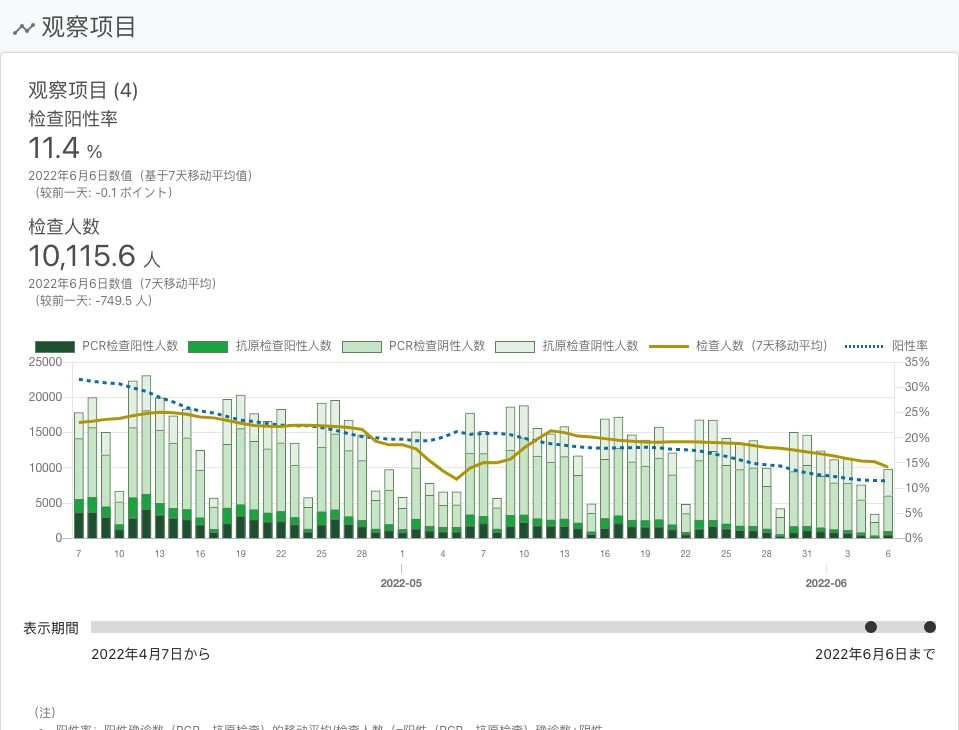 观察项目
观察项目 (4)
检查阳性率
11.4 %
2022年6月6日数值（基于7天移动平均值）
（较前一天: -0.1 ポイント）
检查人数
10,115.6 人
2022年6月6日数值（7天移动平均）
（较前一天: -749.5 人）
PCR检查阳性人数 抗原检查阳性人数 PCR检查阴性人数 抗原检查阴性人数 检查人数（7天移动平均） 阳性率
25000 35%
30%
20000
25%
15000 20%
15%
10000
10%
5000
5%
0 0%
7 10 13 16 19 22 25 28 1 4 7 10 13 16 19 22 25 28 31 3 6
2022-05 2022-06
表示期間
2022年4月7日から 2022年6月6日まで
（注）